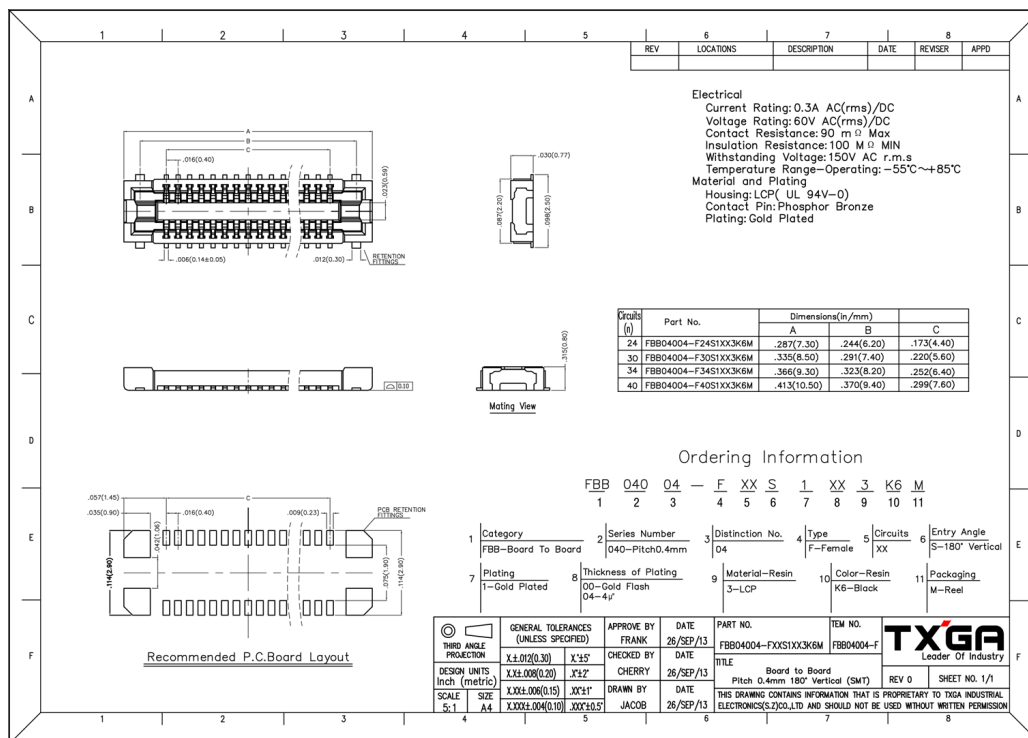 1 2 3 4 5 6 7 8
REV LOCATIONS DESCRIPTION DATE REVISER APPD
A A
Electrical
Current Rating: 0.3A AC(rms)/DC
Voltage Rating: 60V AC(rms)/DC
Contact Resistance: 90 m Ω Max
Insulation Resistance: 100 M Ω MIN
Withstanding Voltage: 150V AC r.m.s
Temperature Range-Operating: -55℃~+85℃
Material and Plating
Housing: LCP( UL 94V-0)
Contact Pin: Phosphor Bronze
Plating: Gold Plated
A
B
C
.016(0.40)
.023(0.59)
.006(0.14±0.05)
.012(0.30)
RETENTION
FITTINGS
.030(0.77)
.087(2.20)
.098(2.50)
B B
C C
Circuits
(n) Part No. Dimensions(in/mm)
A B C
24 FBB04004-F24S1XX3K6M .287(7.30) .244(6.20) .173(4.40)
30 FBB04004-F30S1XX3K6M .335(8.50) .291(7.40) .220(5.60)
34 FBB04004-F34S1XX3K6M .366(9.30) .323(8.20) .252(6.40)
40 FBB04004-F40S1XX3K6M .413(10.50) .370(9.40) .299(7.60)
0.10
.315(0.80)
Mating View
D D
Ordering Information
FBB 040 04 - F XX S 1 XX 3 K6 M
1 2 3 4 5 6 7 8 9 10 11
1 Category
FBB-Board To Board
2 Series Number
040-Pitch0.4mm
3 Distinction No.
04
4 Type
F-Female
5 Circuits
XX
6 Entry Angle
S-180° Vertical
7 Plating
1-Gold Plated
8 Thickness of Plating
00-Gold Flash
04-4μ"
9 Material-Resin
3-LCP
10 Color-Resin
K6-Black
11 Packaging
M-Reel
E E
.057(1.45)
C
.035(0.90)
.016(0.40)
.009(0.23)
PCB RETENTION
FITTINGS
.042(1.06)
.114(2.90)
.075(1.90)
.114(2.90)
Recommended P.C.Board Layout
F F
THIRD ANGLE
PROJECTION
DESIGN UNITS
Inch (metric)
SCALE SIZE
5:1 A4
GENERAL TOLERANCES
(UNLESS SPECIFIED)
X.±.012(0.30) X.°±5°
X.X±.008(0.20) .X°±2°
X.XX±.006(0.15) .XX°±1°
X.XXX±.004(0.10) .XXX°±0.5°
APPROVE BY DATE
FRANK 26/SEP/13
CHECKED BY DATE
CHERRY 26/SEP/13
DRAWN BY DATE
JACOB 26/SEP/13
PART NO.
FBB04004-FXXS1XX3K6M
TEM NO.
FBB04004-F
TXGA
Leader Of Industry
TITLE
Board to Board
Pitch 0.4mm 180° Vertical (SMT)
REV 0 SHEET NO. 1/1
THIS DRAWING CONTAINS INFORMATION THAT IS PROPRIETARY TO TXGA INDUSTRIAL
ELECTRONICS(S.Z)CO.,LTD AND SHOULD NOT BE USED WITHOUT WRITTEN PERMISSION
1 2 3 4 5 6 7 8